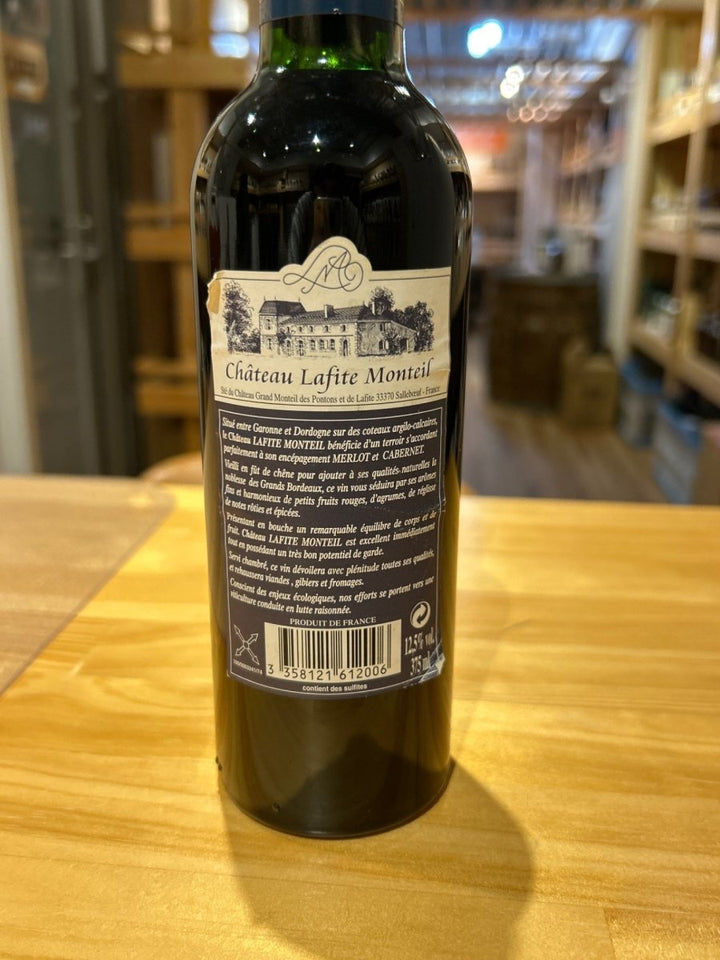 Château Lafite Monteil
Sté du Château Grand Monteil des Pontons et de Lafite 33370 Sallebœuf - France
Situé entre Garonne et Dordogne sur des coteaux argilo-calcaires,
le Château LAFITE MONTEIL bénéficie d'un terroir s'accordant
parfaitement à son encépagement MERLOT et CABERNET.
Vieilli en fût de chêne pour ajouter à ses qualités naturelles la
noblesse des Grands Bordeaux, ce vin vous séduira par ses arômes
fins et harmonieux de petits fruits rouges, d'agrumes, de réglisse
de notes rôties et épicées.
Présentant en bouche un remarquable équilibre de corps et de
fruit, Château LAFITE MONTEIL est excellent immédiatement
tout en possédant un très bon potentiel de garde.
Servi chambré, ce vin dévoilera avec plénitude toutes ses qualités,
et rehaussera viandes, gibiers et fromages.
Conscient des enjeux écologiques, nos efforts se portent vers une
viticulture conduite en lutte raisonnée.
PRODUIT DE FRANCE
12,5% vol.
375 ml
3 358121 612006
contient des sulfites